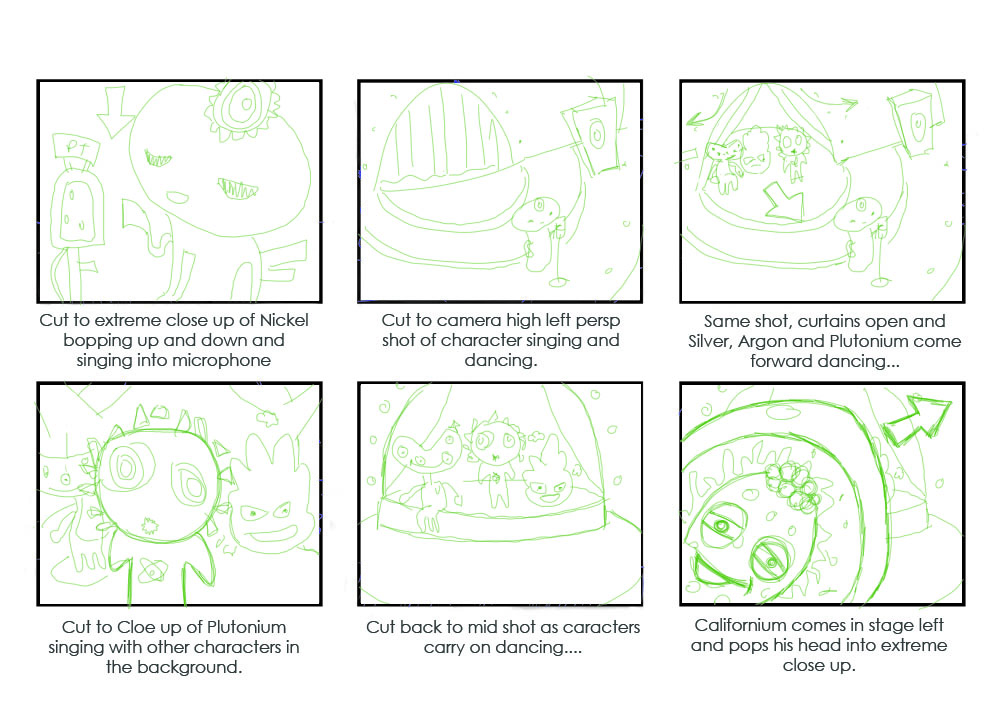 Pt
Cut to extreme close up of Nickel
bopping up and down and
singing into microphone
Cut to camera high left persp
shot of character singing and
dancing.
Same shot, curtains open and
Silver, Argon and Plutonium come
forward dancing...
Cut to Cloe up of Plutonium
singing with other characters in
the background.
Cut back to mid shot as caracters
carry on dancing....
Californium comes in stage left
and pops his head into extreme
close up.